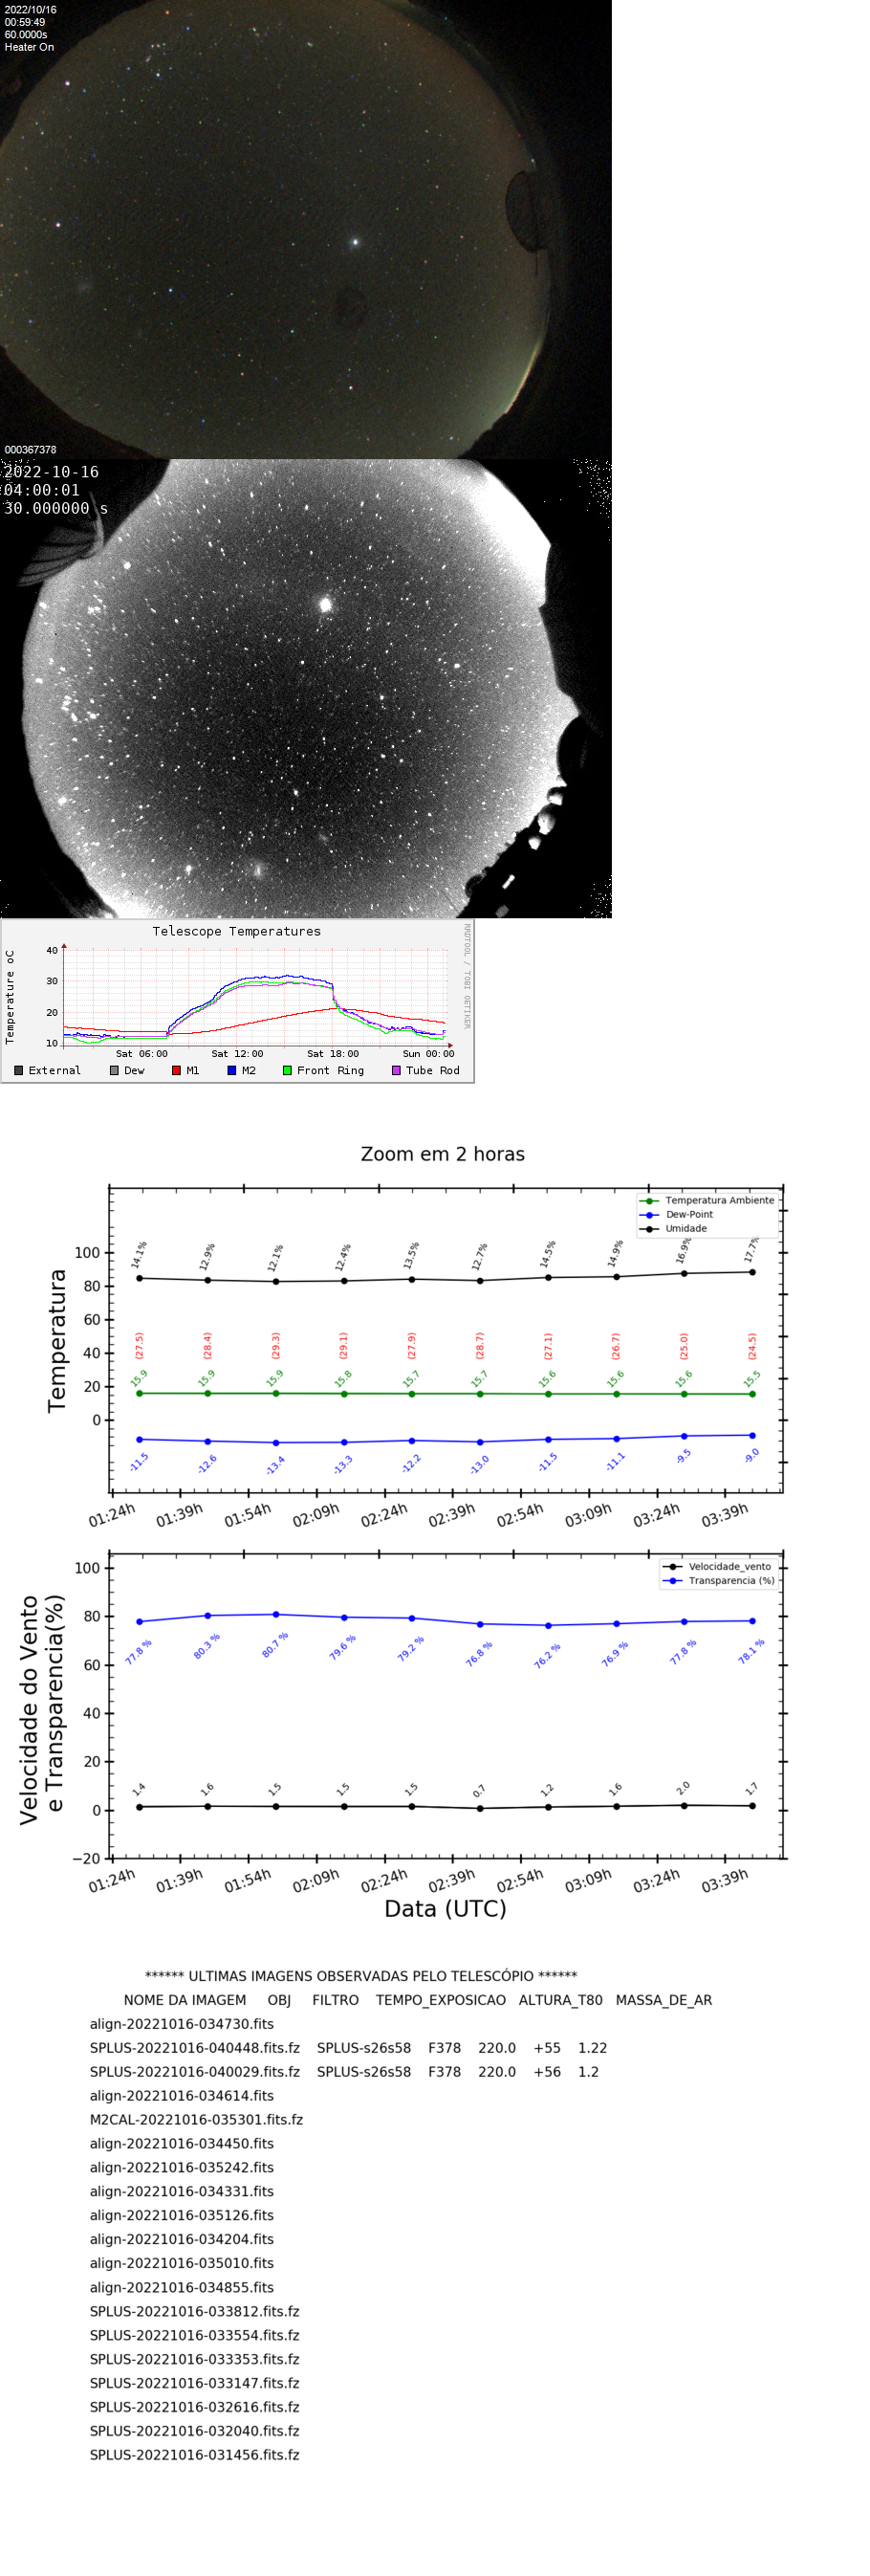 2022/10/16
00:59:49
60.0000s
Heater On
000367378
2022-10-16
04:00:01
30.000000 s
Telescope Temperatures
RRDTOOL / TOBI OETIKER
Temperature oC
40
30
20
10
Sat 06:00 Sat 12:00 Sat 18:00 Sun 00:00
External Dew M1 M2 Front Ring Tube Rod
Zoom em 2 horas
Temperatura Ambiente
Dew-Point
Umidade
Temperatura
100
80
60
40
20
0
14.1% 12.9% 12.1% 12.4% 13.5% 12.7% 14.5% 14.9% 16.9% 17.7%
(27.5) (28.4) (29.3) (29.1) (27.9) (28.7) (27.1) (26.7) (25.0) (24.5)
15.9 15.9 15.9 15.8 15.7 15.7 15.6 15.6 15.6 15.5
-11.5 -12.6 -13.4 -13.3 -12.2 -13.0 -11.5 -11.1 -9.5 -9.0
01:24h 01:39h 01:54h 02:09h 02:24h 02:39h 02:54h 03:09h 03:24h 03:39h
Velocidade_vento
Transparencia (%)
Velocidade do Vento
e Transparencia(%)
100
80
60
40
20
0
−20
77.8 % 80.3 % 80.7 % 79.6 % 79.2 % 76.8 % 76.2 % 76.9 % 77.8 % 78.1 %
1.4 1.6 1.5 1.5 1.5 0.7 1.2 1.6 2.0 1.7
01:24h 01:39h 01:54h 02:09h 02:24h 02:39h 02:54h 03:09h 03:24h 03:39h
Data (UTC)
****** ULTIMAS IMAGENS OBSERVADAS PELO TELESCÓPIO ******
NOME DA IMAGEM OBJ FILTRO TEMPO_EXPOSICAO ALTURA_T80 MASSA_DE_AR
align-20221016-034730.fits
SPLUS-20221016-040448.fits.fz SPLUS-s26s58 F378 220.0 +55 1.22
SPLUS-20221016-040029.fits.fz SPLUS-s26s58 F378 220.0 +56 1.2
align-20221016-034614.fits
M2CAL-20221016-035301.fits.fz
align-20221016-034450.fits
align-20221016-035242.fits
align-20221016-034331.fits
align-20221016-035126.fits
align-20221016-034204.fits
align-20221016-035010.fits
align-20221016-034855.fits
SPLUS-20221016-033812.fits.fz
SPLUS-20221016-033554.fits.fz
SPLUS-20221016-033353.fits.fz
SPLUS-20221016-033147.fits.fz
SPLUS-20221016-032616.fits.fz
SPLUS-20221016-032040.fits.fz
SPLUS-20221016-031456.fits.fz